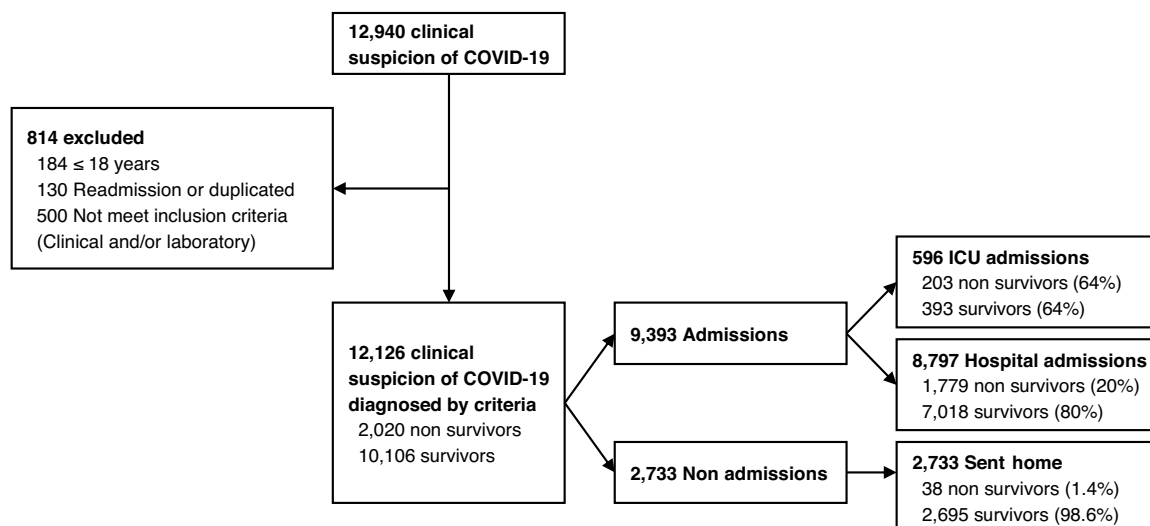 12,940 clinical
suspicion of COVID-19
814 excluded
184 ≤ 18 years
130 Readmission or duplicated
500 Not meet inclusion criteria
(Clinical and/or laboratory)
12,126 clinical
suspicion of COVID-19
diagnosed by criteria
2,020 non survivors
10,106 survivors
9,393 Admissions
2,733 Non admissions
596 ICU admissions
203 non survivors (64%)
393 survivors (64%)
8,797 Hospital admissions
1,779 non survivors (20%)
7,018 survivors (80%)
2,733 Sent home
38 non survivors (1.4%)
2,695 survivors (98.6%)